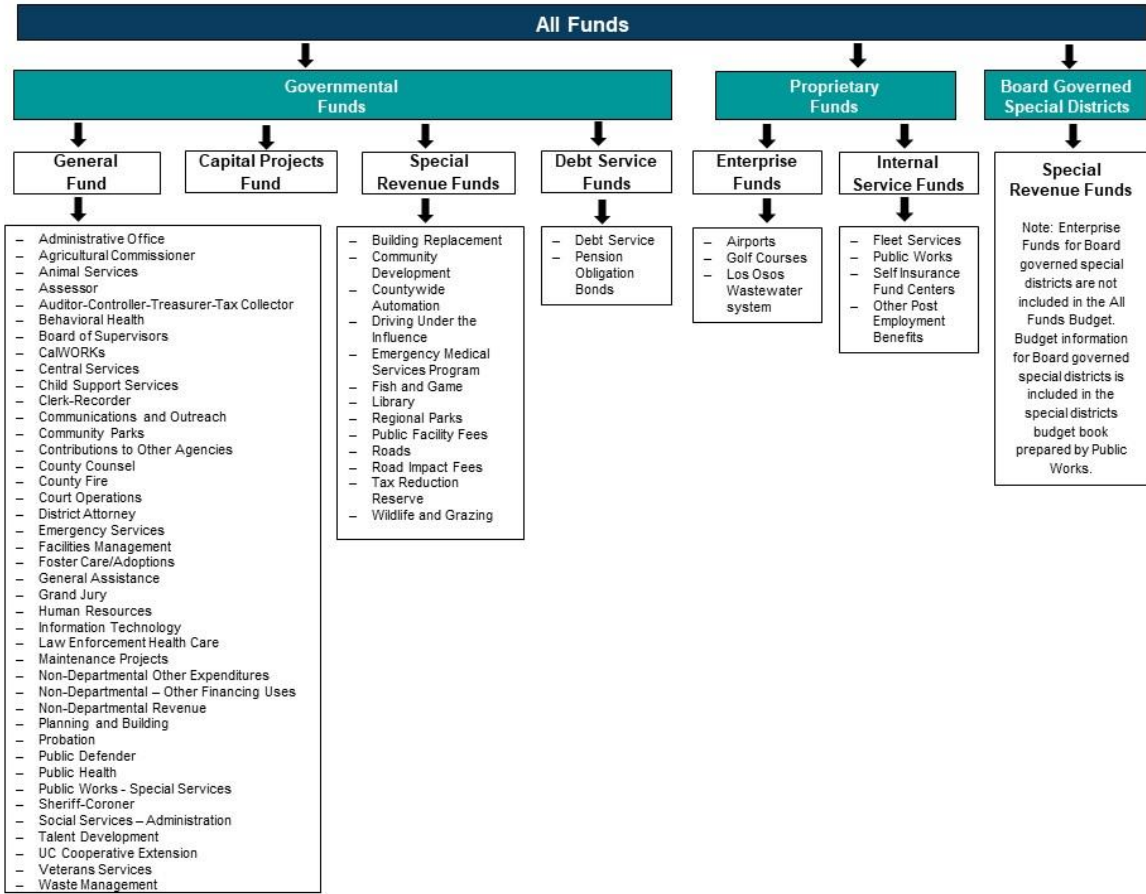 All Funds
Governmental
Funds
Proprietary
Funds
Board Governed
Special Districts
General
Fund
Capital Projects
Fund
Special
Revenue Funds
Debt Service
Funds
Enterprise
Funds
Internal
Service Funds
Special
Revenue Funds
– Administrative Office
– Agricultural Commissioner
– Animal Services
– Assessor
– Auditor-Controller-Treasurer-Tax Collector
– Behavioral Health
– Board of Supervisors
– CalWORKs
– Central Services
– Child Support Services
– Clerk-Recorder
– Communications and Outreach
– Community Parks
– Contributions to Other Agencies
– County Counsel
– County Fire
– Court Operations
– District Attorney
– Emergency Services
– Facilities Management
– Foster Care/Adoptions
– General Assistance
– Grand Jury
– Human Resources
– Information Technology
– Law Enforcement Health Care
– Maintenance Projects
– Non-Departmental Other Expenditures
– Non-Departmental – Other Financing Uses
– Non-Departmental Revenue
– Planning and Building
– Probation
– Public Defender
– Public Health
– Public Works - Special Services
– Sheriff-Coroner
– Social Services – Administration
– Talent Development
– UC Cooperative Extension
– Veterans Services
– Waste Management
– Building Replacement
– Community
Development
– Countywide
Automation
– Driving Under the
Influence
– Emergency Medical
Services Program
– Fish and Game
– Library
– Regional Parks
– Public Facility Fees
– Roads
– Road Impact Fees
– Tax Reduction
Reserve
– Wildlife and Grazing
– Debt Service
– Pension
Obligation
Bonds
– Airports
– Golf Courses
– Los Osos
Wastewater
system
– Fleet Services
– Public Works
– Self Insurance
Fund Centers
– Other Post
Employment
Benefits
Note: Enterprise
Funds for Board
governed special
districts are not
included in the All
Funds Budget.
Budget information
for Board governed
special districts is
included in the
special districts
budget book
prepared by Public
Works.